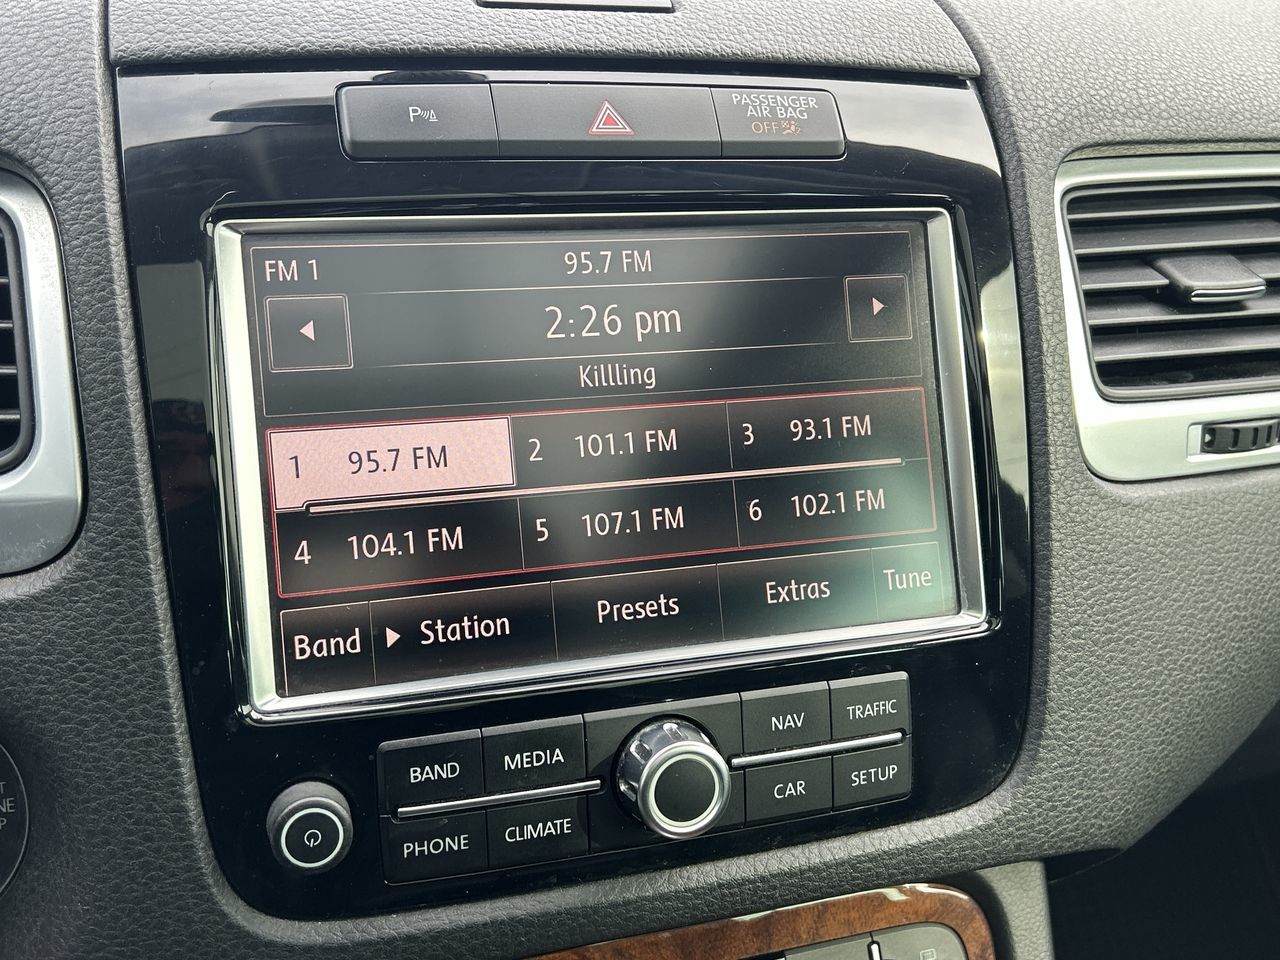 P
PASSENGER
AIR BAG
OFF
FM 1
95.7 FM
2:26 pm
Killling
1 95.7 FM
2 101.1 FM
3 93.1 FM
4 104.1 FM
5 107.1 FM
6 102.1 FM
Band
Station
Presets
Extras
Tune
BAND
MEDIA
NAV
TRAFFIC
PHONE
CLIMATE
CAR
SETUP